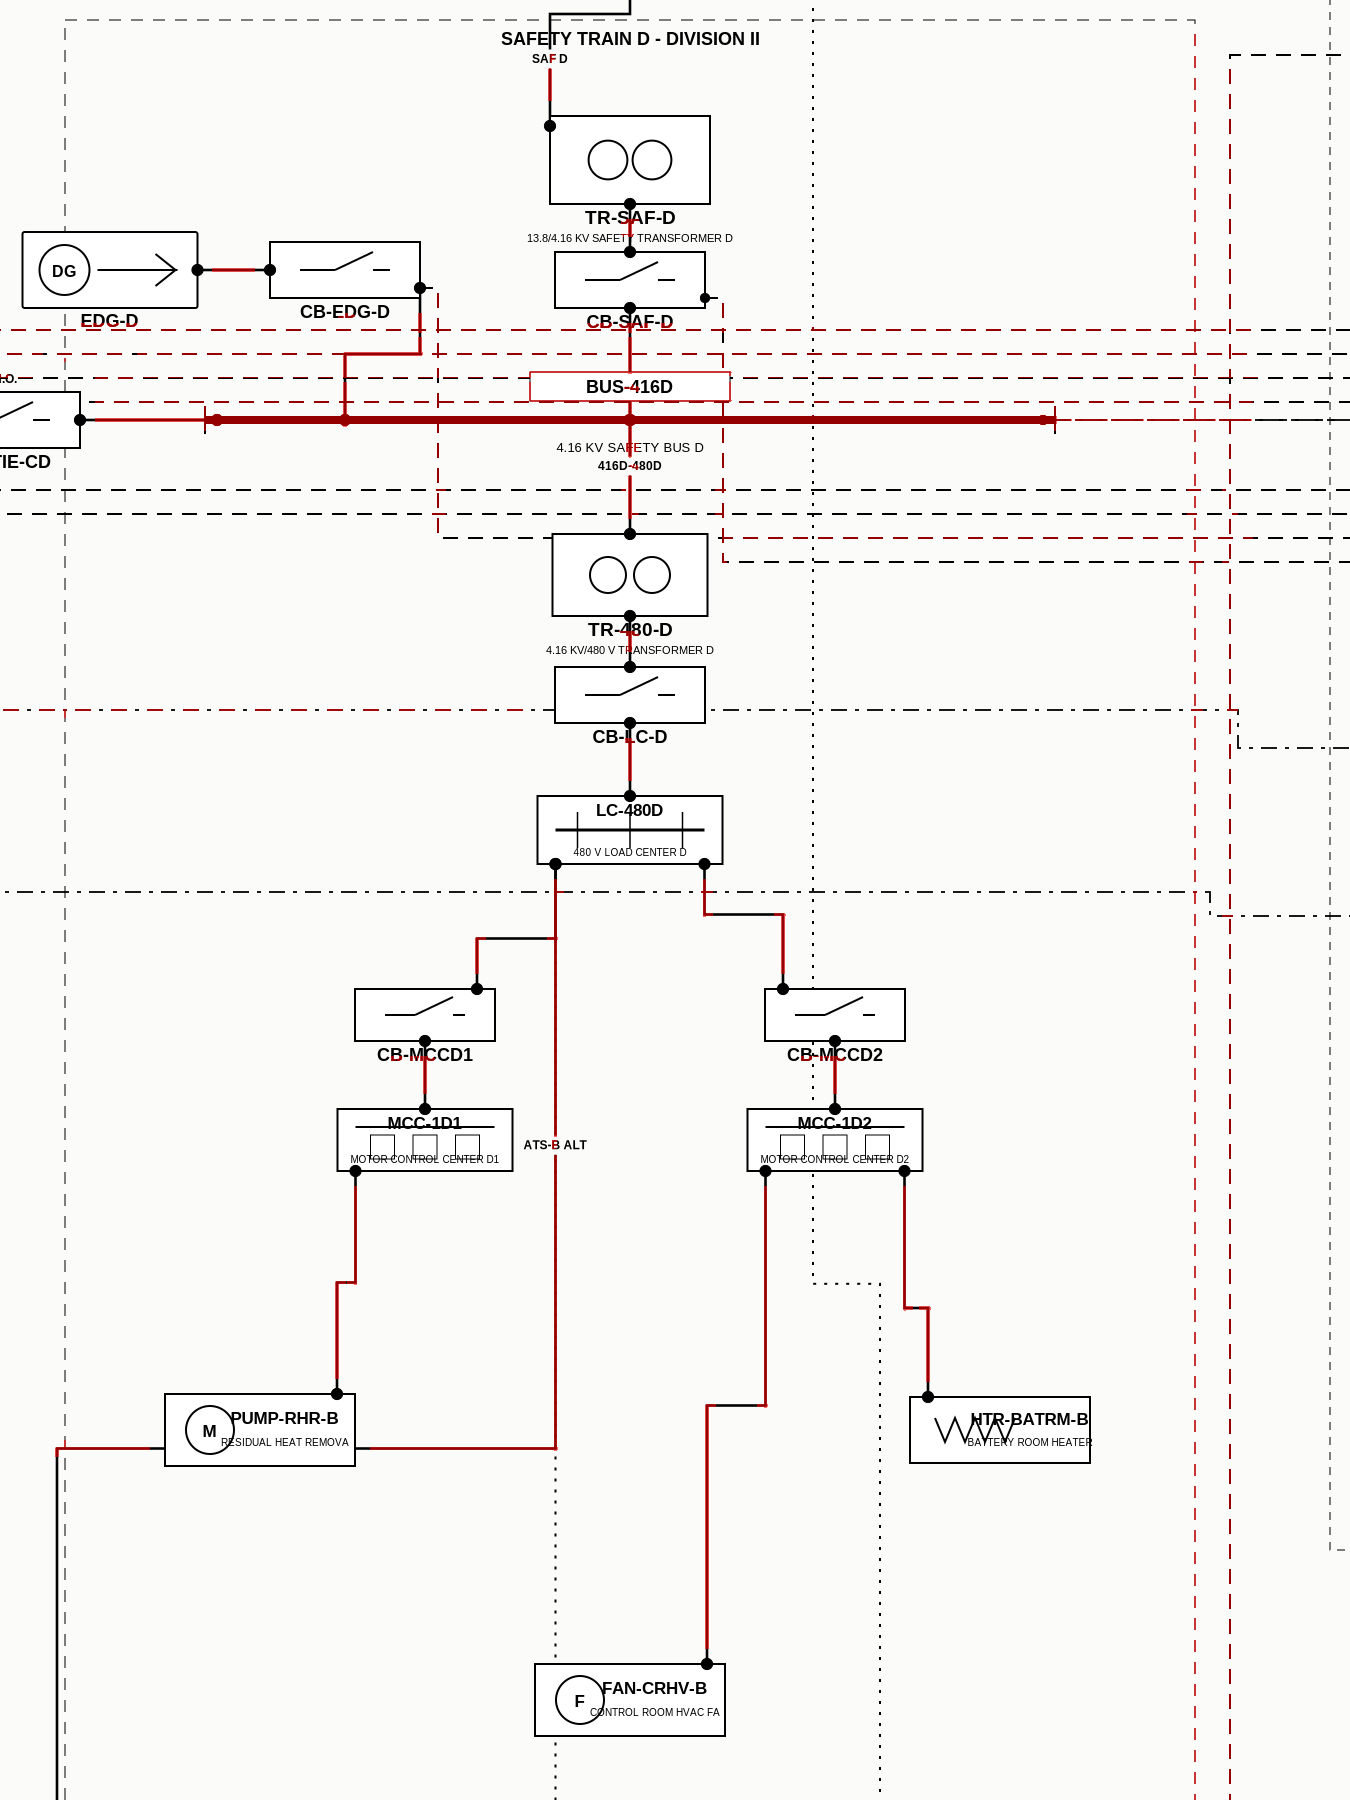 SAFETY TRAIN D - DIVISION II
SAF D
TR-SAF-D
13.8/4.16 KV SAFETY TRANSFORMER D
DG
EDG-D
CB-EDG-D
CB-SAF-D
.O.
BUS-416D
TIE-CD
4.16 KV SAFETY BUS D
416D-480D
TR-480-D
4.16 KV/480 V TRANSFORMER D
CB-LC-D
LC-480D
480 V LOAD CENTER D
CB-MCCD1
CB-MCCD2
MCC-1D1
MOTOR CONTROL CENTER D1
ATS-B ALT
MCC-1D2
MOTOR CONTROL CENTER D2
M
PUMP-RHR-B
RESIDUAL HEAT REMOVA
HTR-BATRM-B
BATTERY ROOM HEATER
F
FAN-CRHV-B
CONTROL ROOM HVAC FA